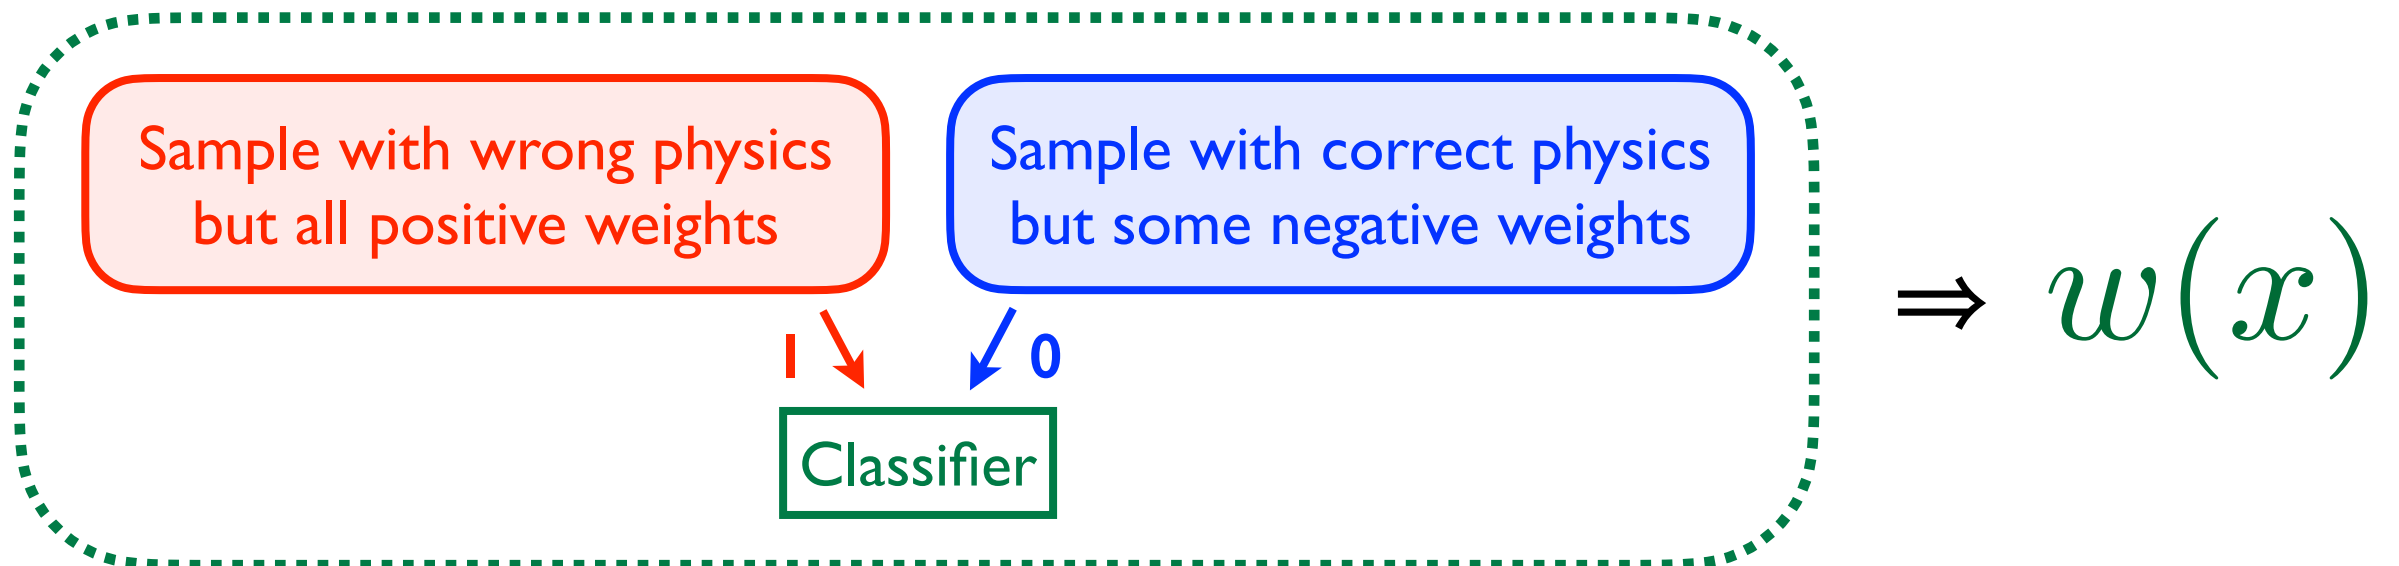 Sample with wrong physics
but all positive weights
Sample with correct physics
but some negative weights
⇒ w(x)
1
0
Classifier